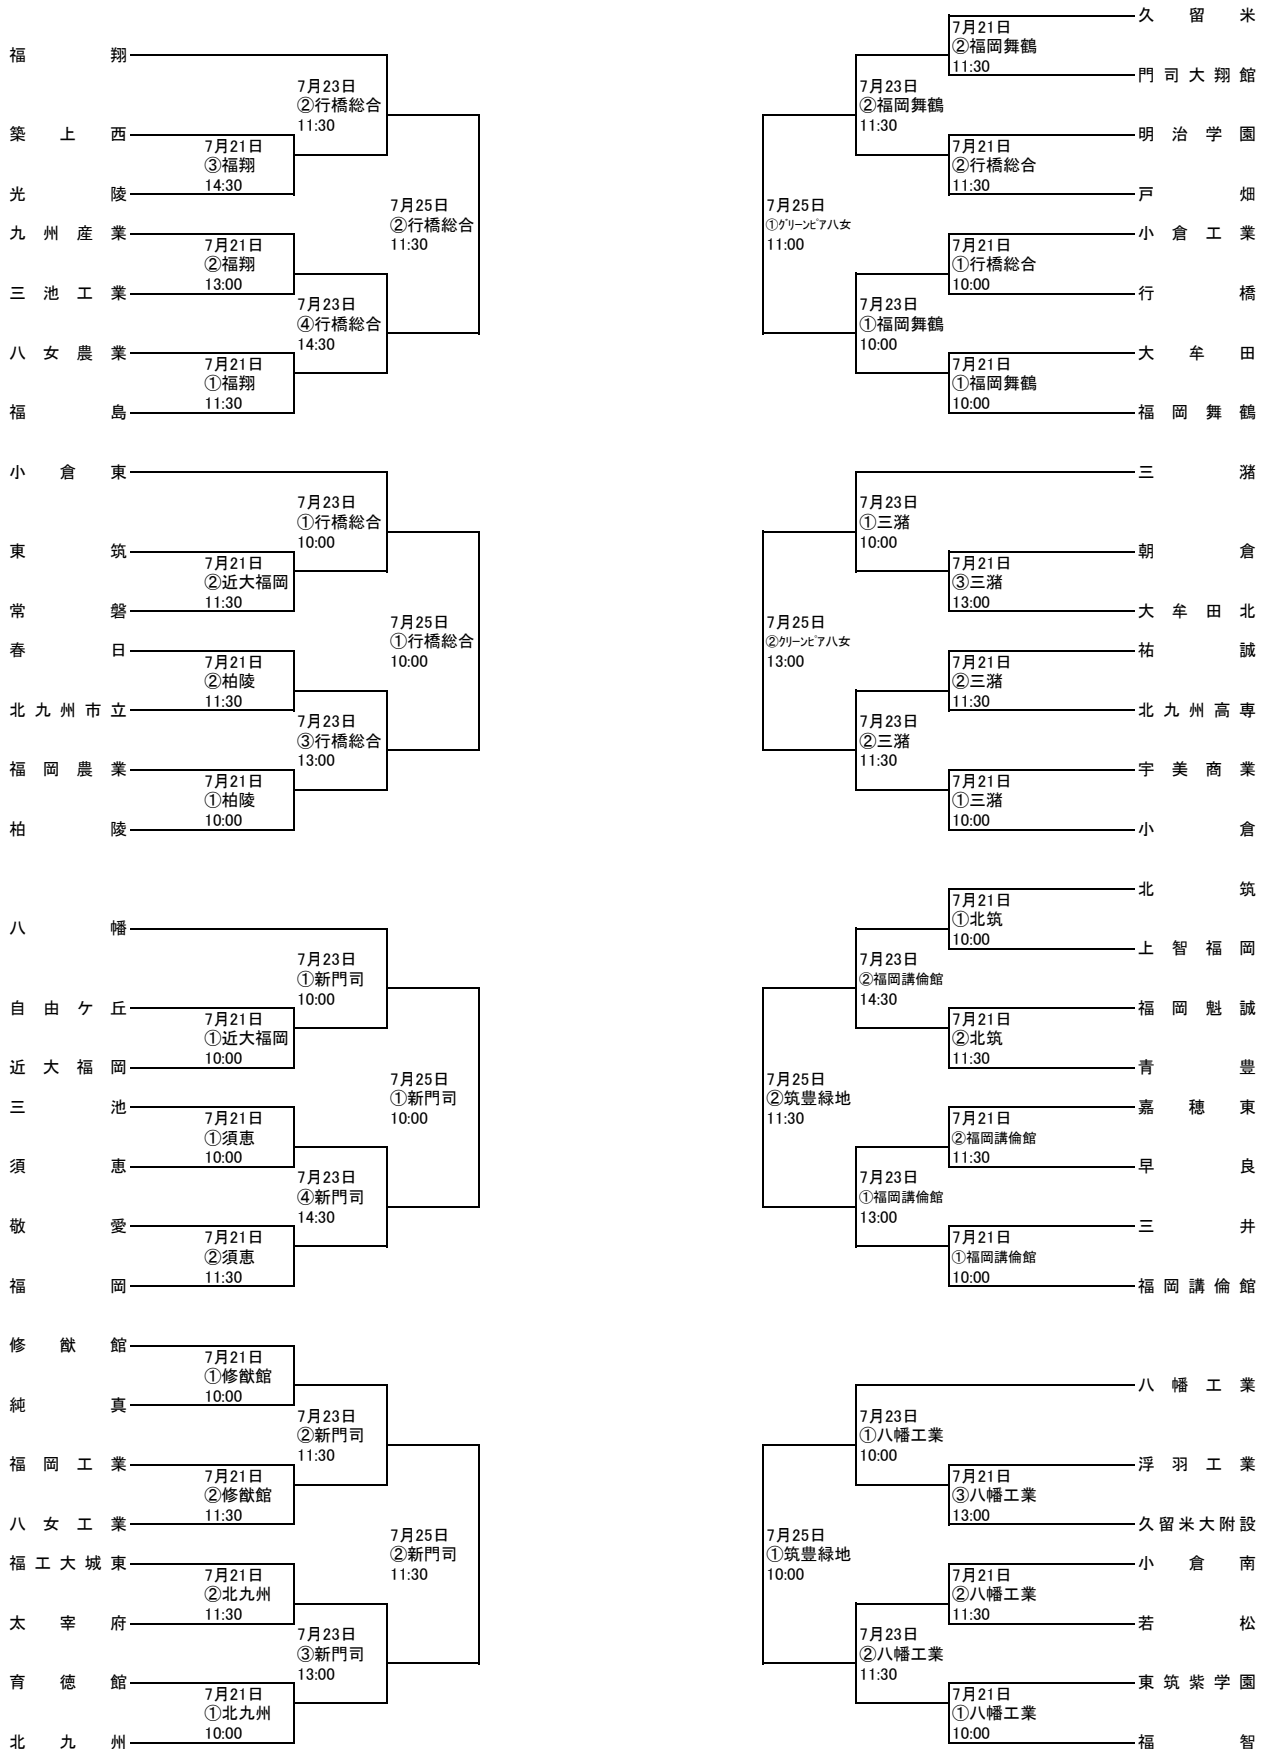 福翔
7月23日
②行橋総合
11:30
築上西
7月21日
③福翔
14:30
光陵
7月25日
②行橋総合
11:30
九州産業
7月21日
②福翔
13:00
三池工業
7月23日
④行橋総合
14:30
八女農業
7月21日
①福翔
11:30
福島
小倉東
7月23日
①行橋総合
10:00
東筑
7月21日
②近大福岡
11:30
常磐
7月25日
①行橋総合
10:00
春日
7月21日
②柏陵
11:30
北九州市立
7月23日
③行橋総合
13:00
福岡農業
7月21日
①柏陵
10:00
柏陵
八幡
7月23日
①新門司
10:00
自由ケ丘
7月21日
①近大福岡
10:00
近大福岡
7月25日
①新門司
10:00
三池
7月21日
①須恵
10:00
須恵
7月23日
④新門司
14:30
敬愛
7月21日
②須恵
11:30
福岡
修猷館
7月21日
①修猷館
10:00
純真
7月23日
②新門司
11:30
福岡工業
7月21日
②修猷館
11:30
八女工業
7月25日
②新門司
11:30
福工大城東
7月21日
②北九州
11:30
太宰府
7月23日
③新門司
13:00
育徳館
7月21日
①北九州
10:00
北九州
久留米
7月21日
②福岡舞鶴
11:30
門司大翔館
7月23日
②福岡舞鶴
11:30
明治学園
7月21日
②行橋総合
11:30
戸畑
7月25日
①グリーンピア八女
11:00
小倉工業
7月21日
①行橋総合
10:00
行橋
7月23日
①福岡舞鶴
10:00
大牟田
7月21日
①福岡舞鶴
10:00
福岡舞鶴
三潴
7月23日
①三潴
10:00
朝倉
7月21日
③三潴
13:00
大牟田北
7月25日
②クリーンピア八女
13:00
祐誠
7月21日
②三潴
11:30
北九州高専
7月23日
②三潴
11:30
宇美商業
7月21日
①三潴
10:00
小倉
北筑
7月21日
①北筑
10:00
上智福岡
7月23日
②福岡講倫館
14:30
福岡魁誠
7月21日
②北筑
11:30
青豊
7月25日
②筑豊緑地
11:30
嘉穂東
7月21日
②福岡講倫館
11:30
早良
7月23日
①福岡講倫館
13:00
三井
7月21日
①福岡講倫館
10:00
福岡講倫館
八幡工業
7月23日
①八幡工業
10:00
浮羽工業
7月21日
③八幡工業
13:00
久留米大附設
7月25日
①筑豊緑地
10:00
小倉南
7月21日
②八幡工業
11:30
若松
7月23日
②八幡工業
11:30
東筑紫学園
7月21日
①八幡工業
10:00
福智